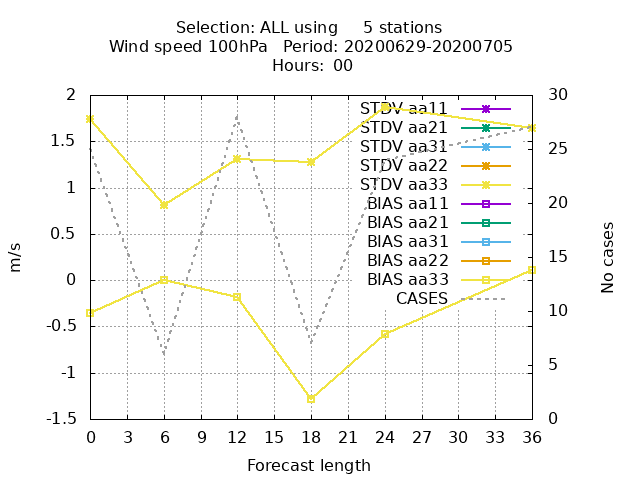 Selection: ALL using     5 stations
Wind speed 100hPa   Period: 20200629-20200705
Hours:  00
2
1.5
1
0.5
0
-0.5
-1
-1.5
m/s
30
25
20
15
10
5
0
No cases
STDV aa11
STDV aa21
STDV aa31
STDV aa22
STDV aa33
BIAS aa11
BIAS aa21
BIAS aa31
BIAS aa22
BIAS aa33
CASES
0 3 6 9 12 15 18 21 24 27 30 33 36
Forecast length